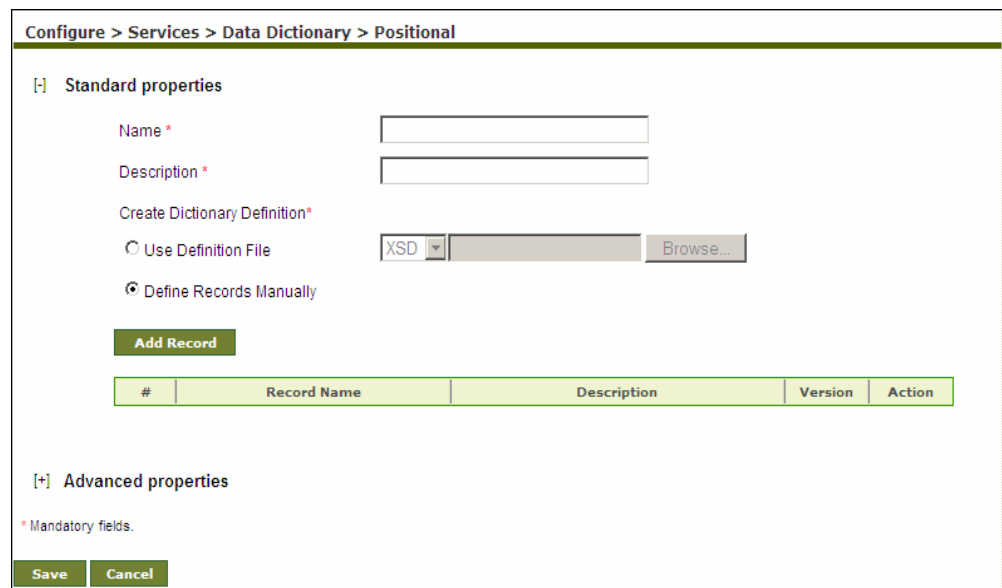 Configure > Services > Data Dictionary > Positional
[-] Standard properties
Name *
Description *
Create Dictionary Definition*
Use Definition File XSD Browse...
Define Records Manually
Add Record
# Record Name Description Version Action
[+] Advanced properties
* Mandatory fields.
Save Cancel